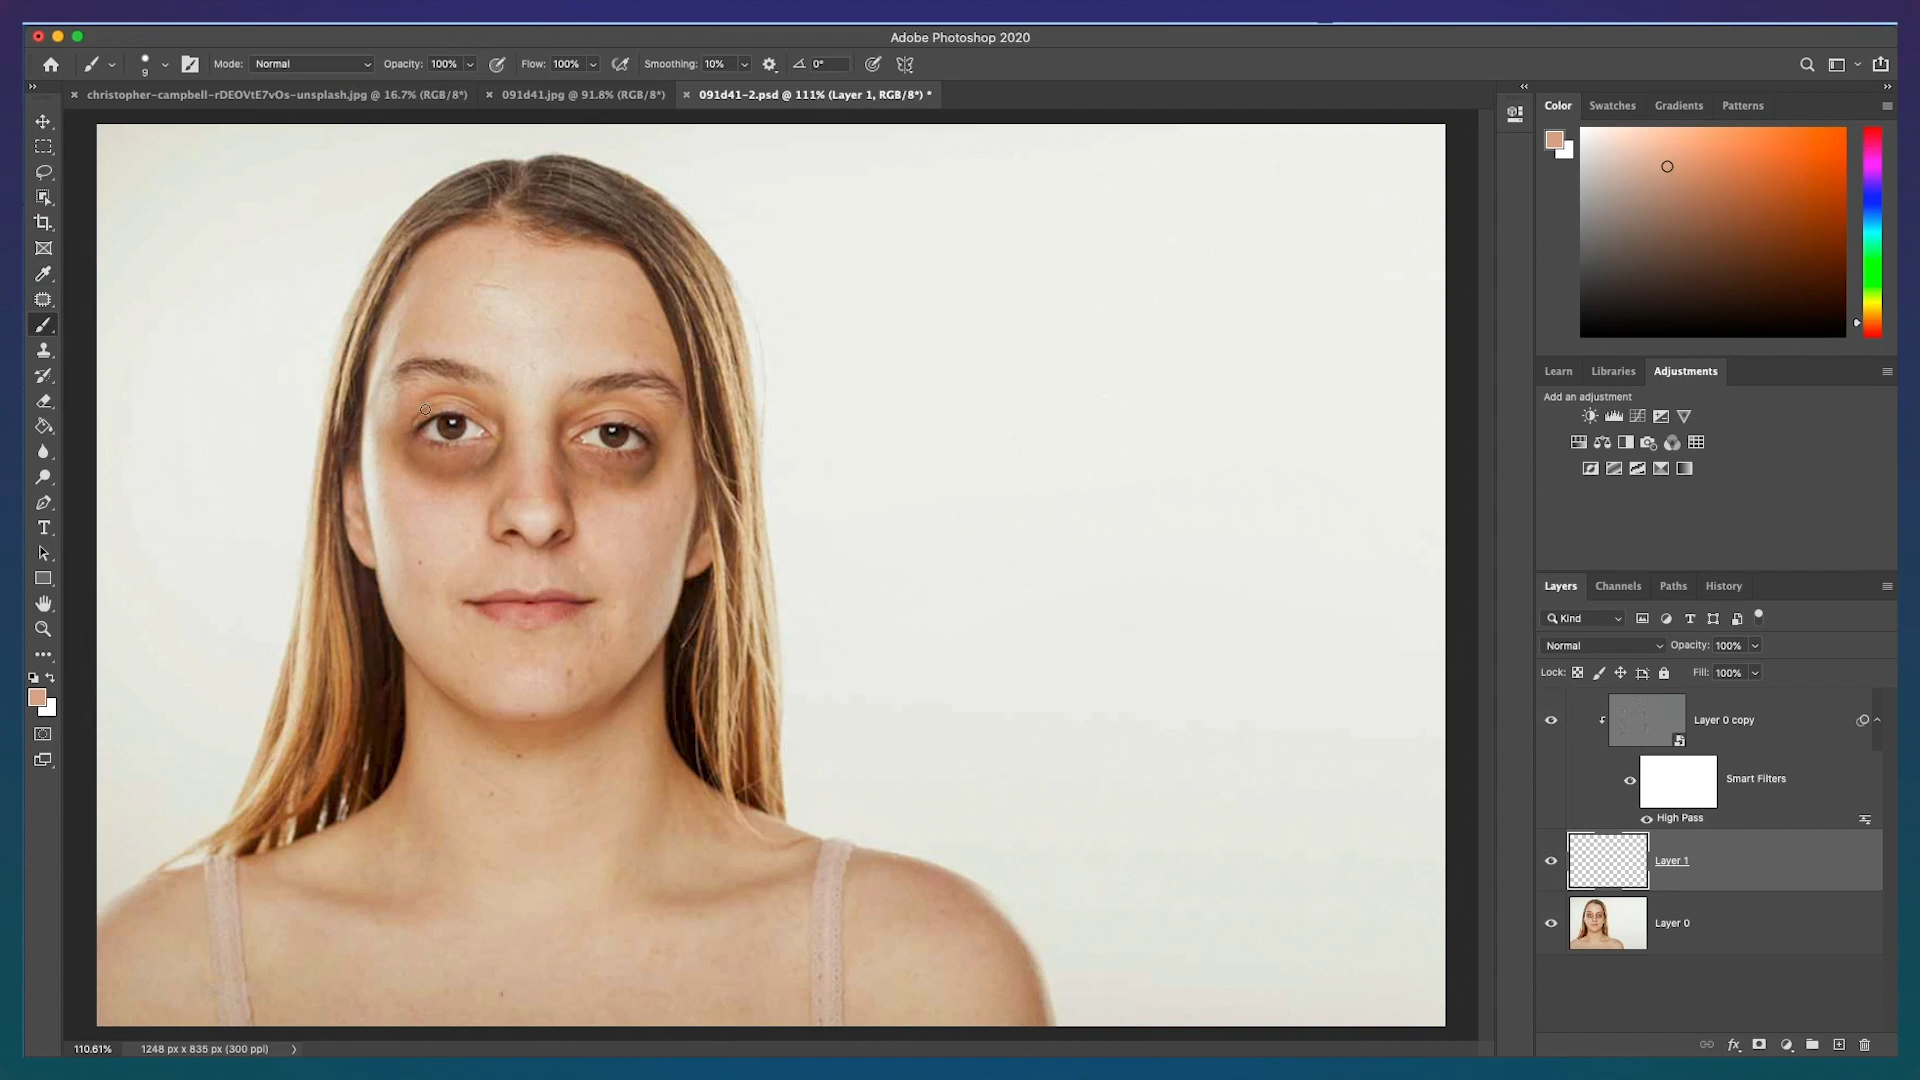 Adobe Photoshop 2020
9
Mode: Normal
Opacity: 100%
Flow: 100%
Smoothing: 10%
0°
christopher-campbell-rDEOVtE7vOs-unsplash.jpg @ 16.7% (RGB/8*)
091d41.jpg @ 91.8% (RGB/8*)
091d41-2.psd @ 111% (Layer 1, RGB/8*) *
Color
Swatches
Gradients
Patterns
Learn
Libraries
Adjustments
Add an adjustment
Layers
Channels
Paths
History
Kind
Normal
Opacity: 100%
Lock:
Fill: 100%
Layer 0 copy
Smart Filters
High Pass
Layer 1
Layer 0
110.61%
1248 px x 835 px (300 ppi)